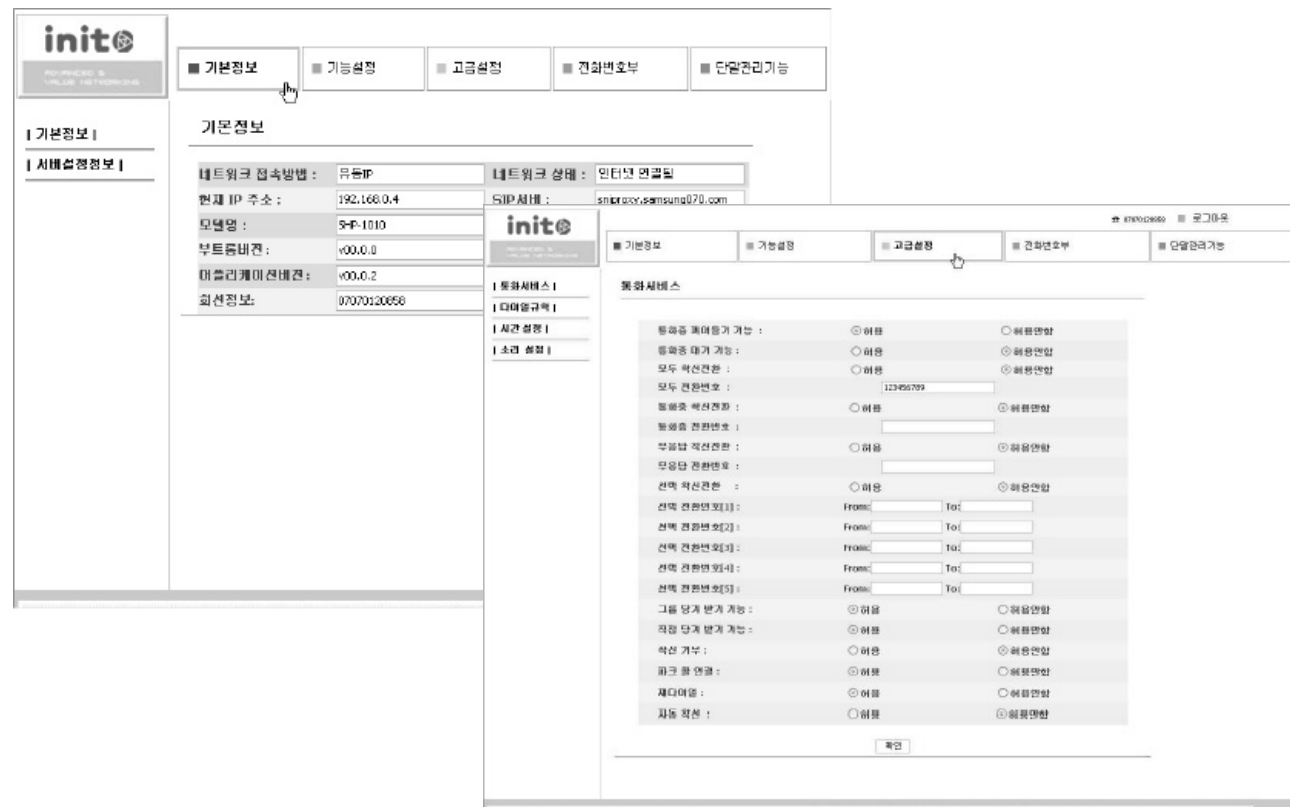 init
ADVANCED &
VALUE NETWORKING
기본정보 기능설정 고급설정 전화번호부 단말관리기능
| 기본정보 |
| 서버설정정보 |
기본정보
네트워크 접속방법 : 유동IP 네트워크 상태 : 인터넷 연결됨
현재 IP 주소 : 192.168.0.4 SIP서버 : sniproxy.samsung070.com
모델명 : SHP-1010
부트롬버전 : v00.0.0
어플리케이션버전 : v00.0.2
회선정보: 07070120858
init
로그아웃
기본정보 기능설정 고급설정 전화번호부 단말관리기능
| 통화서비스 |
| 다이얼규칙 |
| 시간 설정 |
| 소리 설정 |
통화서비스
통화중 끼어들기 기능 : 허용 허용안함
통화중 대기 기능 : 허용 허용안함
모두 착신전환 : 허용 허용안함
모두 전환번호 : 123456789
통화중 착신전환 : 허용 허용안함
통화중 전환번호 :
무응답 착신전환 : 허용 허용안함
무응답 전환번호 :
선택 착신전환 : 허용 허용안함
선택 전환번호[1] : From: To:
선택 전환번호[2] : From: To:
선택 전환번호[3] : From: To:
선택 전환번호[4] : From: To:
선택 전환번호[5] : From: To:
그룹 당겨 받기 기능 : 허용 허용안함
직접 당겨 받기 기능 : 허용 허용안함
착신 거부 : 허용 허용안함
파크 콜 연결 : 허용 허용안함
재다이얼 : 허용 허용안함
자동 착신 : 허용 허용안함
확인